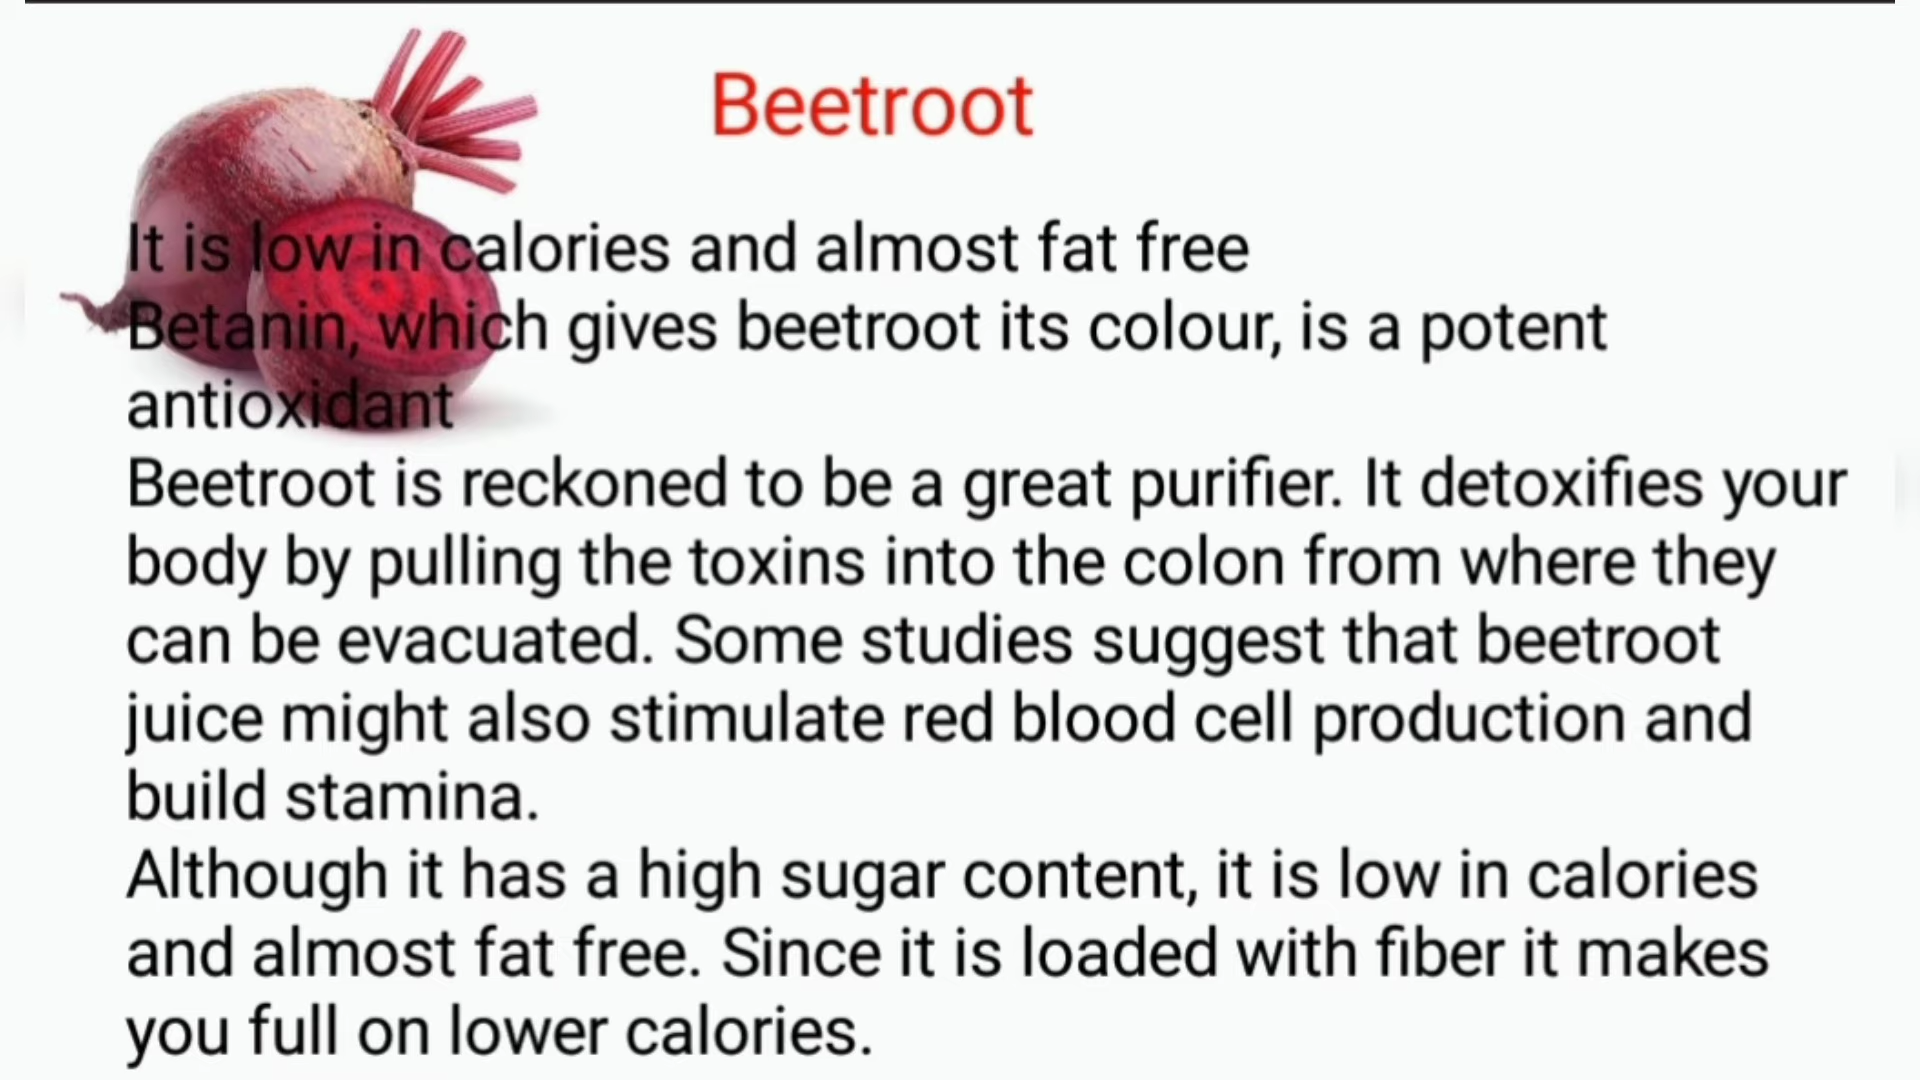 Beetroot
It is low in calories and almost fat free
Betanin, which gives beetroot its colour, is a potent
antioxidant
Beetroot is reckoned to be a great purifier. It detoxifies your
body by pulling the toxins into the colon from where they
can be evacuated. Some studies suggest that beetroot
juice might also stimulate red blood cell production and
build stamina.
Although it has a high sugar content, it is low in calories
and almost fat free. Since it is loaded with fiber it makes
you full on lower calories.